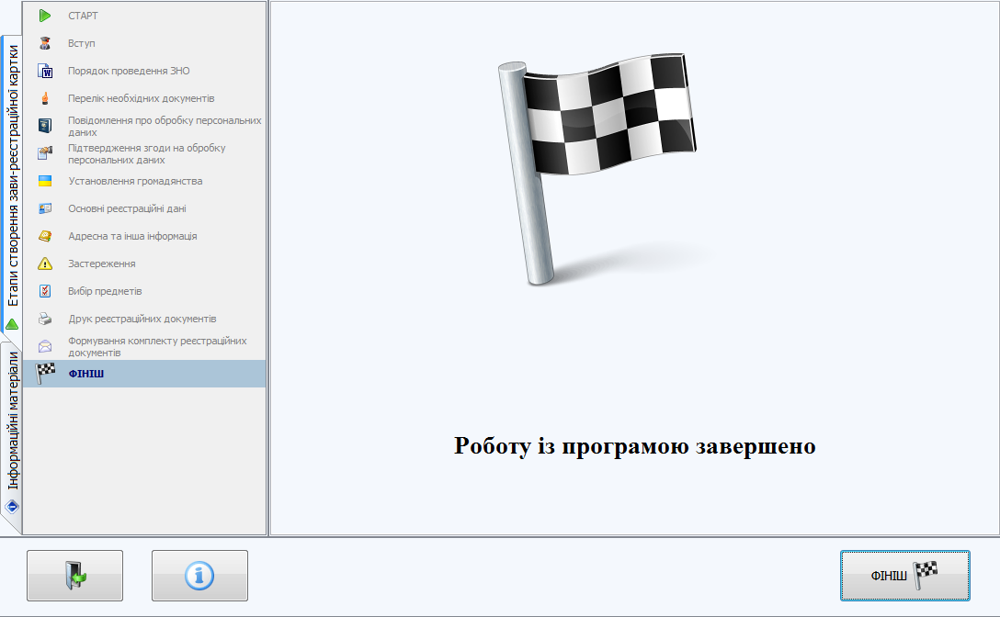 Етапи створення зави-реєстраційної картки
Інформаційні матеріали
СТАРТ
Вступ
Порядок проведення ЗНО
Перелік необхідних документів
Повідомлення про обробку персональних
даних
Підтвердження згоди на обробку
персональних даних
Установлення громадянства
Основні реєстраційні дані
Адресна та інша інформація
Застереження
Вибір предметів
Друк реєстраційних документів
Формування комплекту реєстраційних
документів
ФІНІШ
Роботу із програмою завершено
ФІНІШ